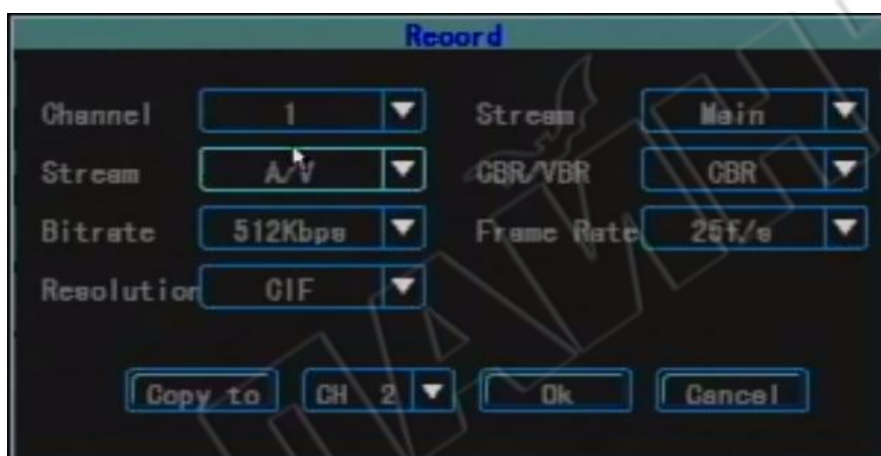 Record
Channel 1 Stream Main
Stream A/V CBR/VBR CBR
Bitrate 512Kbps Frame Rate 25f/s
Resolution CIF
Copy to CH 2 Ok Cancel